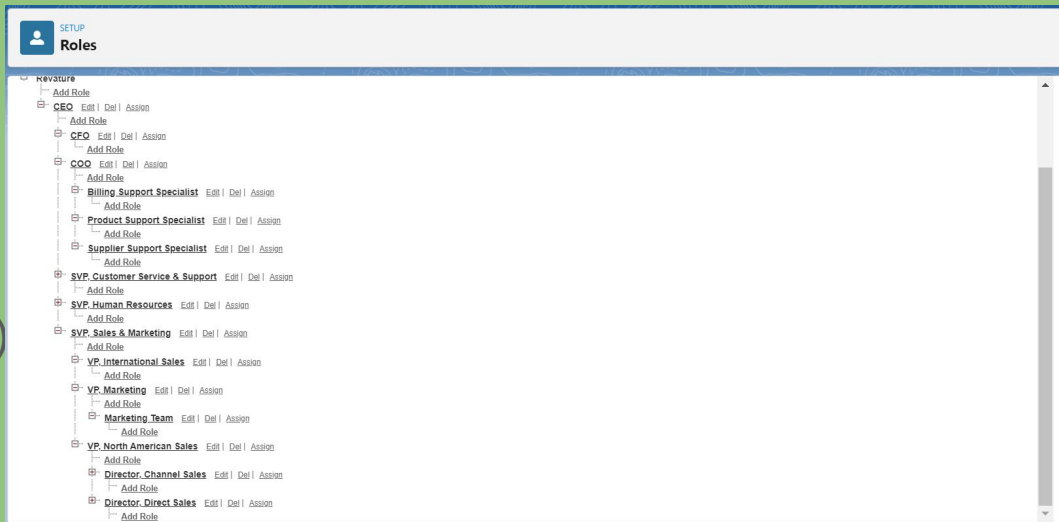 SETUP
Roles
Revature
Add Role
CEO Edit | Del | Assign
Add Role
CFO Edit | Del | Assign
Add Role
COO Edit | Del | Assign
Add Role
Billing Support Specialist Edit | Del | Assign
Add Role
Product Support Specialist Edit | Del | Assign
Add Role
Supplier Support Specialist Edit | Del | Assign
Add Role
SVP, Customer Service & Support Edit | Del | Assign
Add Role
SVP, Human Resources Edit | Del | Assign
Add Role
SVP, Sales & Marketing Edit | Del | Assign
Add Role
VP, International Sales Edit | Del | Assign
Add Role
VP, Marketing Edit | Del | Assign
Add Role
Marketing Team Edit | Del | Assign
Add Role
VP, North American Sales Edit | Del | Assign
Add Role
Director, Channel Sales Edit | Del | Assign
Add Role
Director, Direct Sales Edit | Del | Assign
Add Role